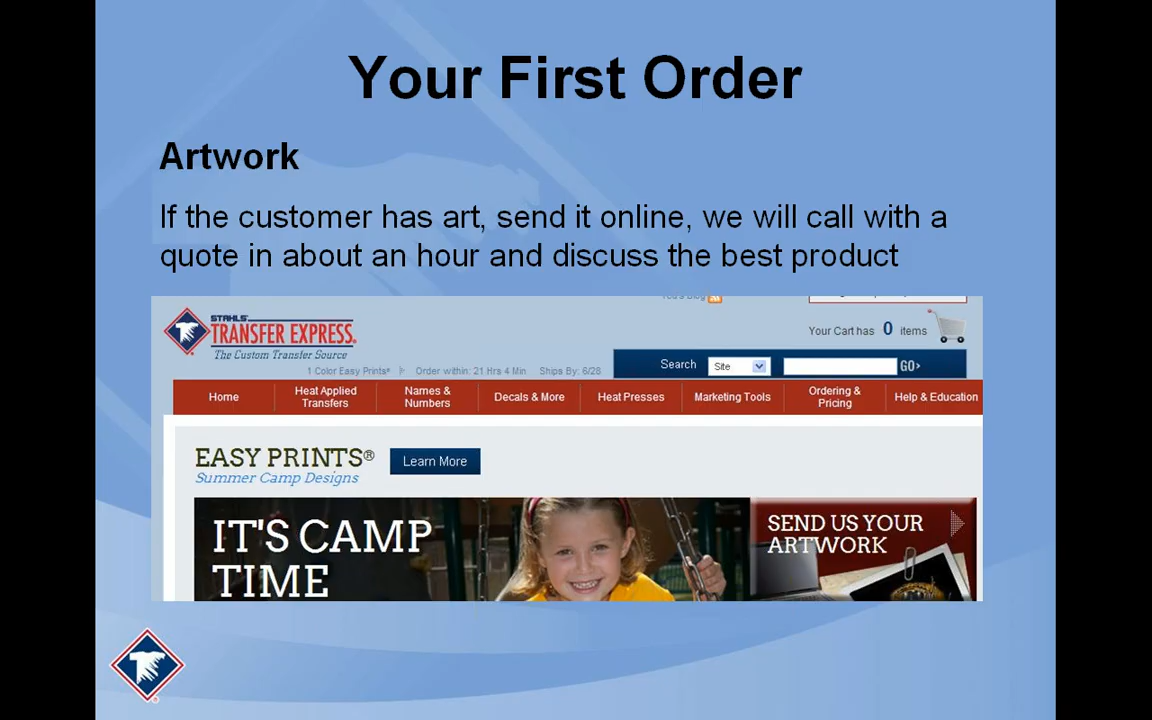 Your First Order
Artwork
If the customer has art, send it online, we will call with a
quote in about an hour and discuss the best product
Your Cart has 0 items
STAHLS'
TRANSFER EXPRESS.
The Custom Transfer Source
1 Color Easy Prints® Order within: 21 Hrs 4 Min Ships By: 6/28
Search Site GO
Home
Heat Applied
Transfers
Names &
Numbers
Decals & More
Heat Presses
Marketing Tools
Ordering &
Pricing
Help & Education
EASY PRINTS®
Summer Camp Designs
Learn More
IT'S CAMP
TIME
SEND US YOUR
ARTWORK